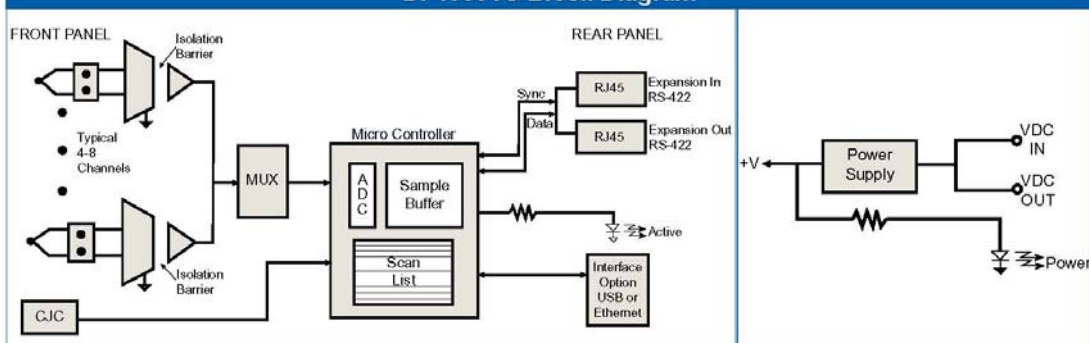 FRONT PANEL
Isolation
Barrier
Typical
4-8
Channels
Isolation
Barrier
CJC
MUX
Micro Controller
A
D
C
Sample
Buffer
Scan
List
REAR PANEL
Sync
Data
RJ45
Expansion In
RS-422
RJ45
Expansion Out
RS-422
Active
Interface
Option
USB or
Ethernet
+V
Power
Supply
VDC
IN
VDC
OUT
Power